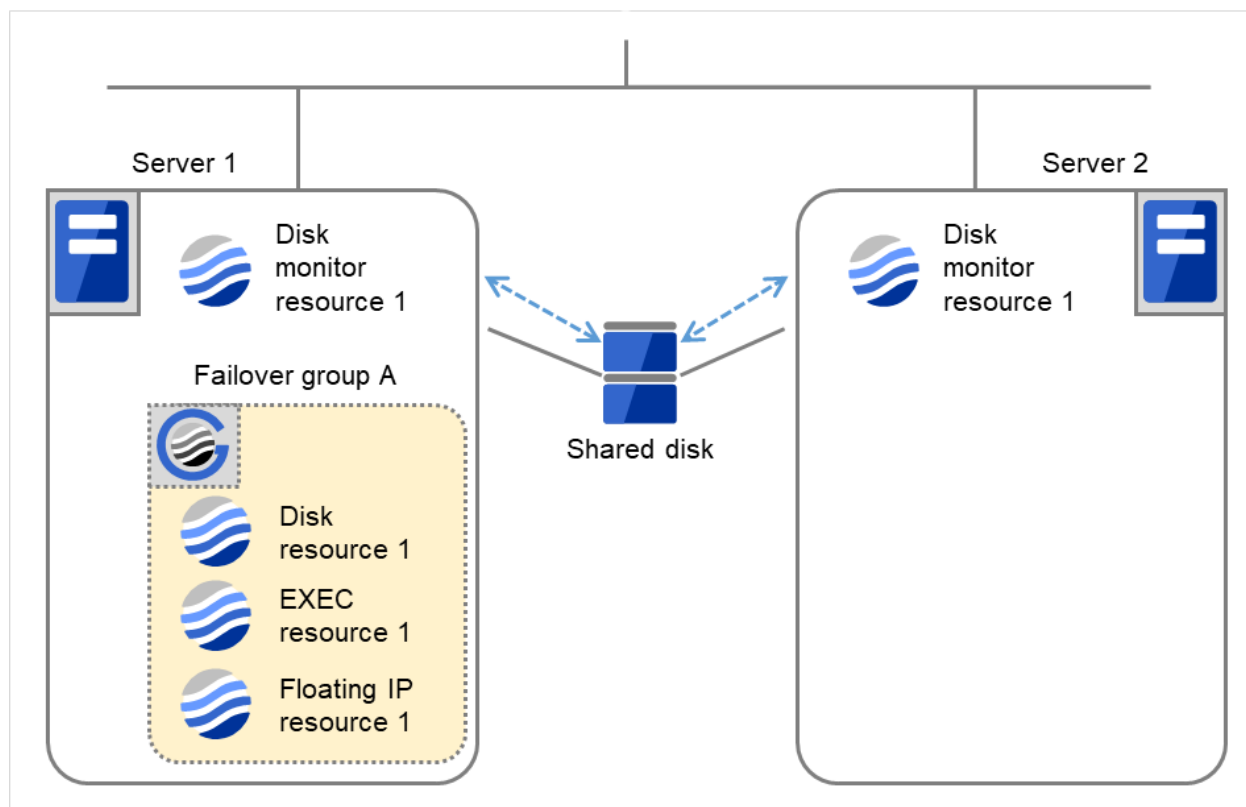 Server 1
Server 2
Disk
monitor
resource 1
Disk
monitor
resource 1
Failover group A
Shared disk
Disk
resource 1
EXEC
resource 1
Floating IP
resource 1